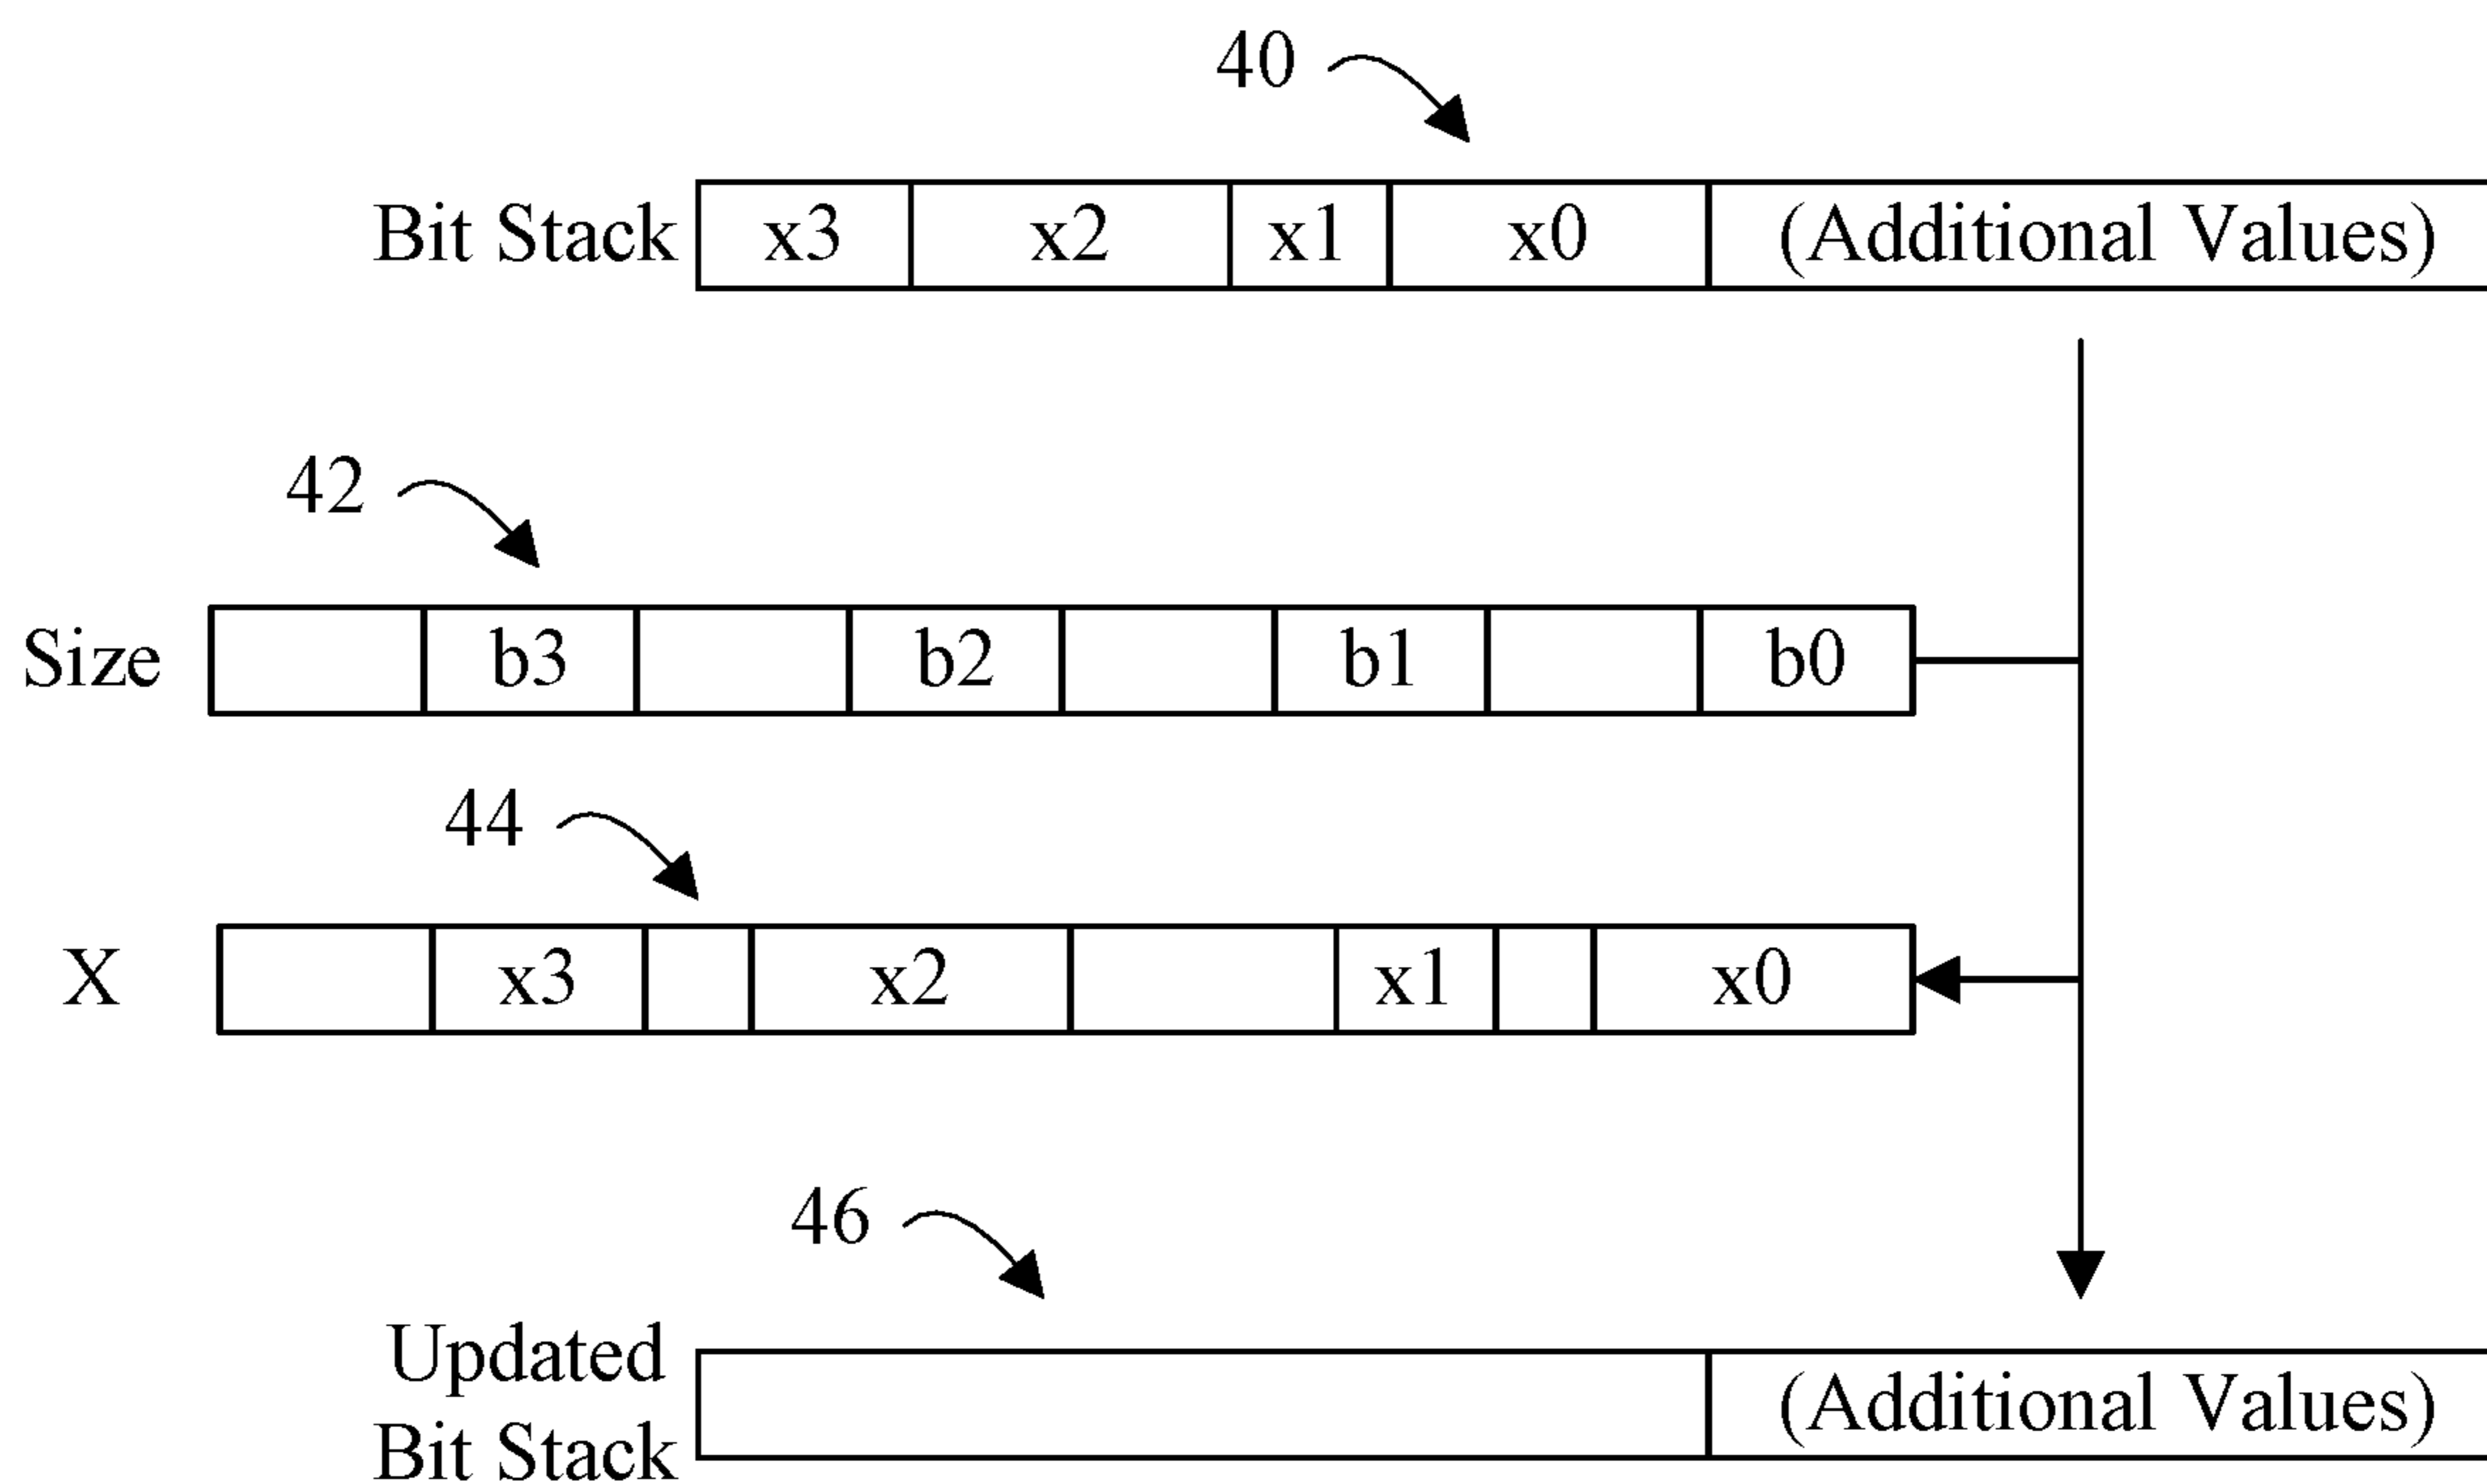 40
Bit Stack x3 x2 x1 x0 (Additional Values)
42
Size b3 b2 b1 b0
44
X x3 x2 x1 x0
46
Updated
Bit Stack (Additional Values)